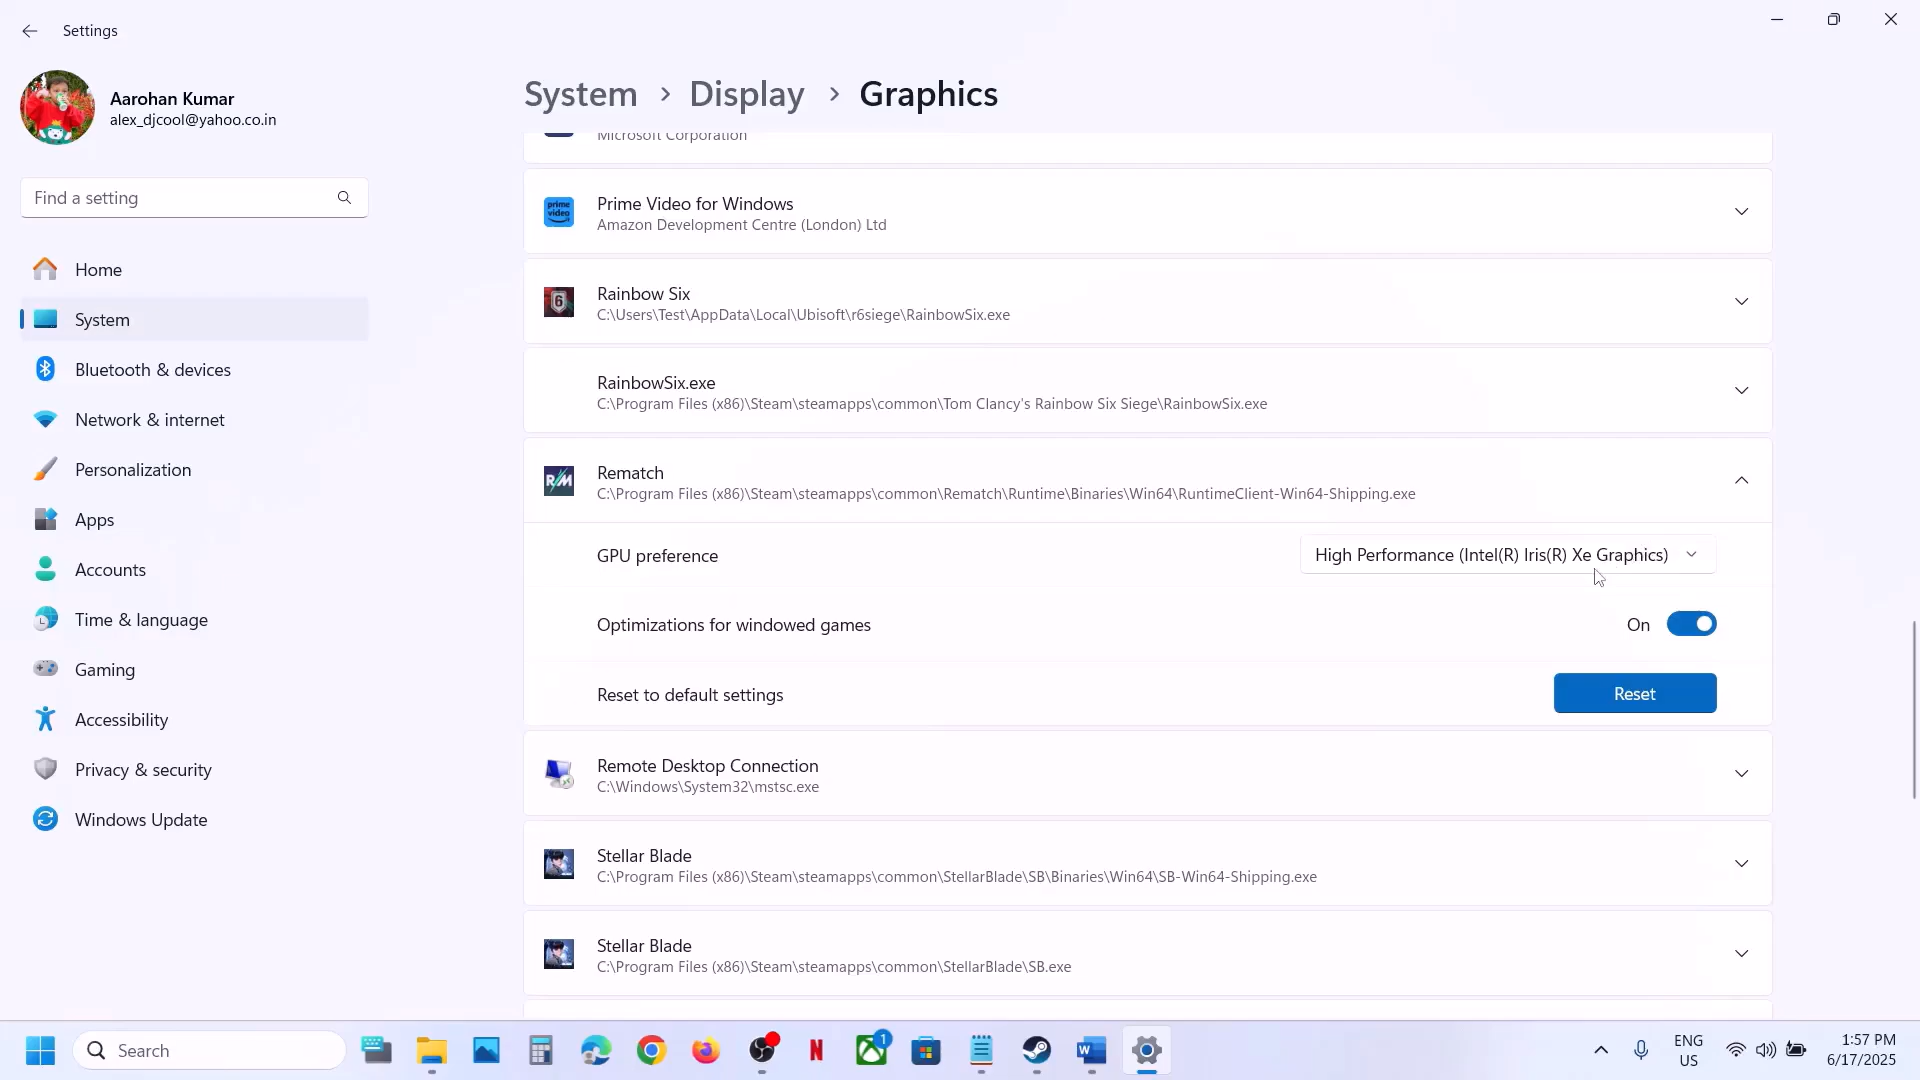 Settings
Aarohan Kumar
alex_djcool@yahoo.co.in
Find a setting
Home
System
Bluetooth & devices
Network & internet
Personalization
Apps
Accounts
Time & language
Gaming
Accessibility
Privacy & security
Windows Update
System > Display > Graphics
Microsoft Corporation
prime video
Prime Video for Windows
Amazon Development Centre (London) Ltd
6
Rainbow Six
C:\Users\Test\AppData\Local\Ubisoft\r6siege\RainbowSix.exe
RainbowSix.exe
C:\Program Files (x86)\Steam\steamapps\common\Tom Clancy's Rainbow Six Siege\RainbowSix.exe
R/M
Rematch
C:\Program Files (x86)\Steam\steamapps\common\Rematch\Runtime\Binaries\Win64\RuntimeClient-Win64-Shipping.exe
GPU preference
High Performance (Intel(R) Iris(R) Xe Graphics)
Optimizations for windowed games
On
Reset to default settings
Reset
Remote Desktop Connection
C:\Windows\System32\mstsc.exe
Stellar Blade
C:\Program Files (x86)\Steam\steamapps\common\StellarBlade\SB\Binaries\Win64\SB-Win64-Shipping.exe
Stellar Blade
C:\Program Files (x86)\Steam\steamapps\common\StellarBlade\SB.exe
Search
N
1
W
ENG
US
1:57 PM
6/17/2025